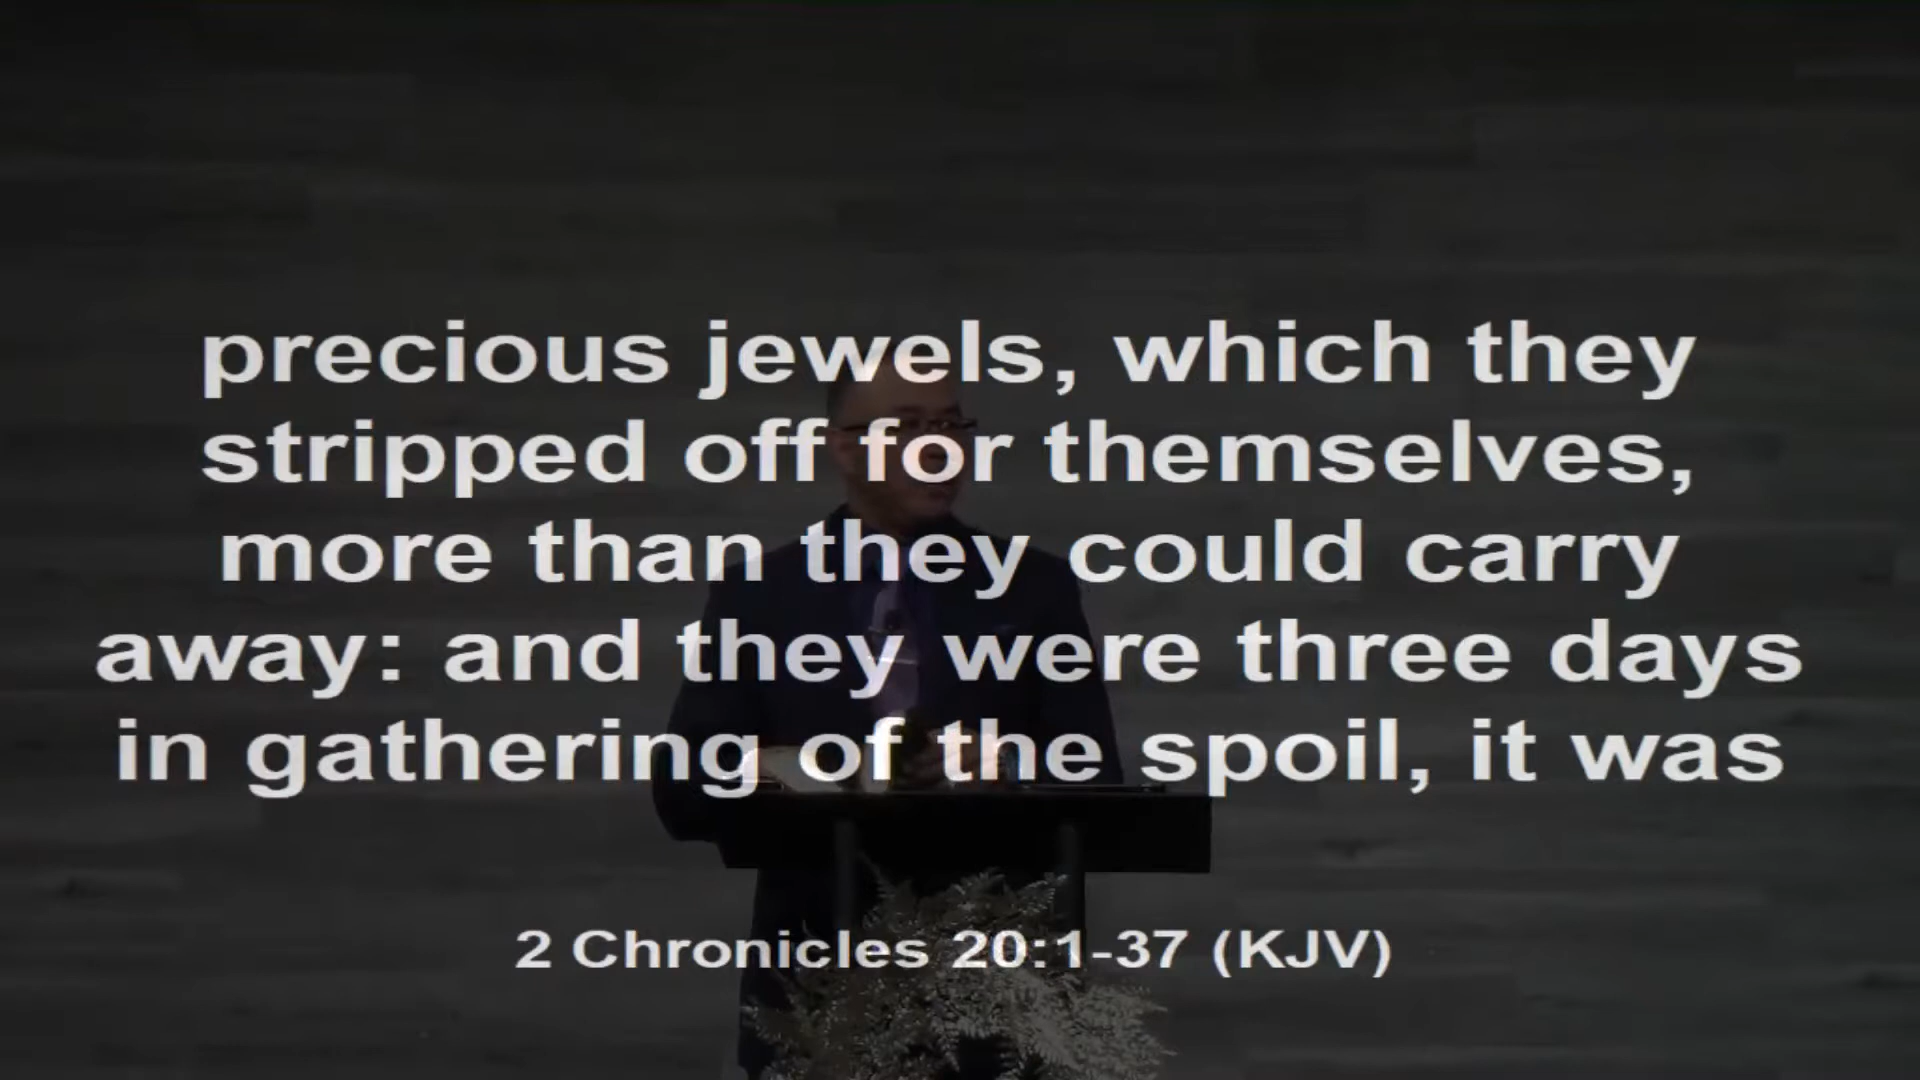 precious jewels, which they
stripped off for themselves,
more than they could carry
away: and they were three days
in gathering of the spoil, it was
2 Chronicles 20:1-37 (KJV)